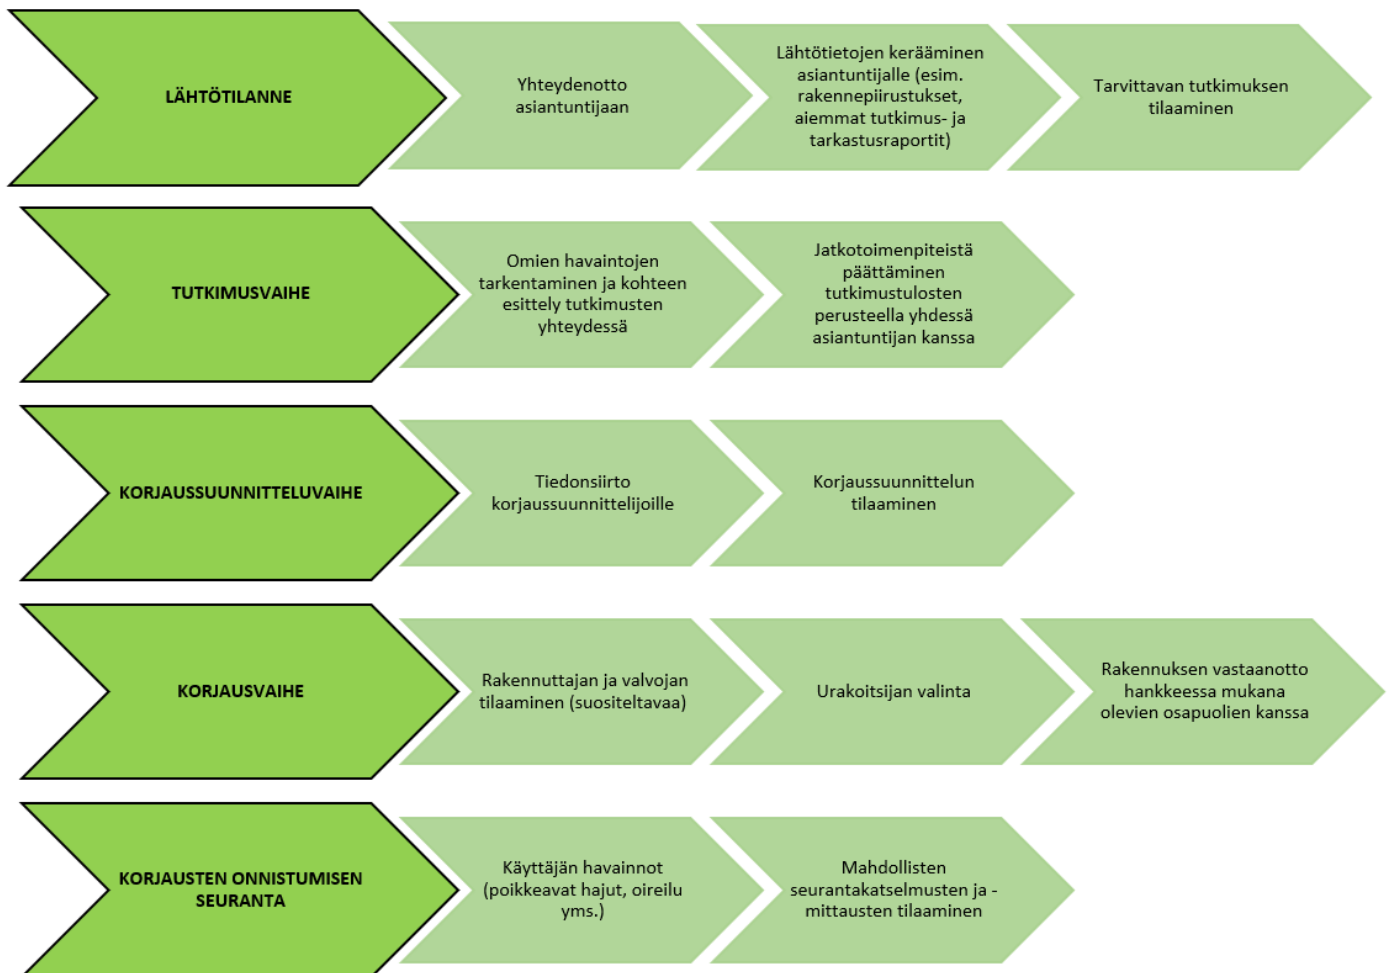 LÄHTÖTILANNE
Yhteydenotto
asiantuntijaan
Lähtötietojen kerääminen
asiantuntijalle (esim.
rakennepiirustukset,
aiemmat tutkimus- ja
tarkastusraportit)
Tarvittavan tutkimuksen
tilaaminen
TUTKIMUSVAIHE
Omien havaintojen
tarkentaminen ja kohteen
esittely tutkimusten
yhteydessä
Jatkotoimenpiteistä
päättäminen
tutkimustulosten
perusteella yhdessä
asiantuntijan kanssa
KORJAUSSUUNNITTELUVAIHE
Tiedonsiirto
korjaussuunnittelijoille
Korjaussuunnittelun
tilaaminen
KORJAUSVAIHE
Rakennuttajan ja valvojan
tilaaminen (suositeltavaa)
Urakoitsijan valinta
Rakennuksen vastaanotto
hankkeessa mukana
olevien osapuolien kanssa
KORJAUSTEN ONNISTUMISEN
SEURANTA
Käyttäjän havainnot
(poikkeavat hajut, oireilu
yms.)
Mahdollisten
seurantakatselmusten ja -
mittausten tilaaminen